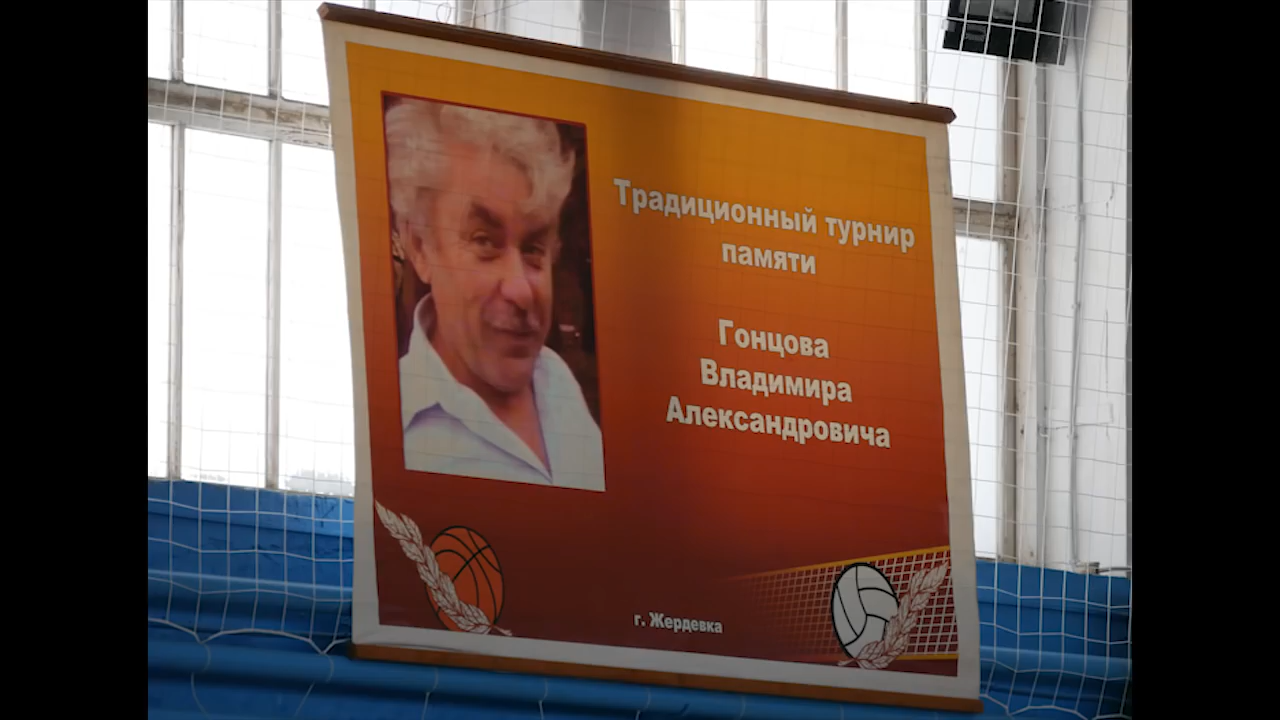 Традиционный турнир
памяти
Гонцова
Владимира
Александровича
г. Жердевка